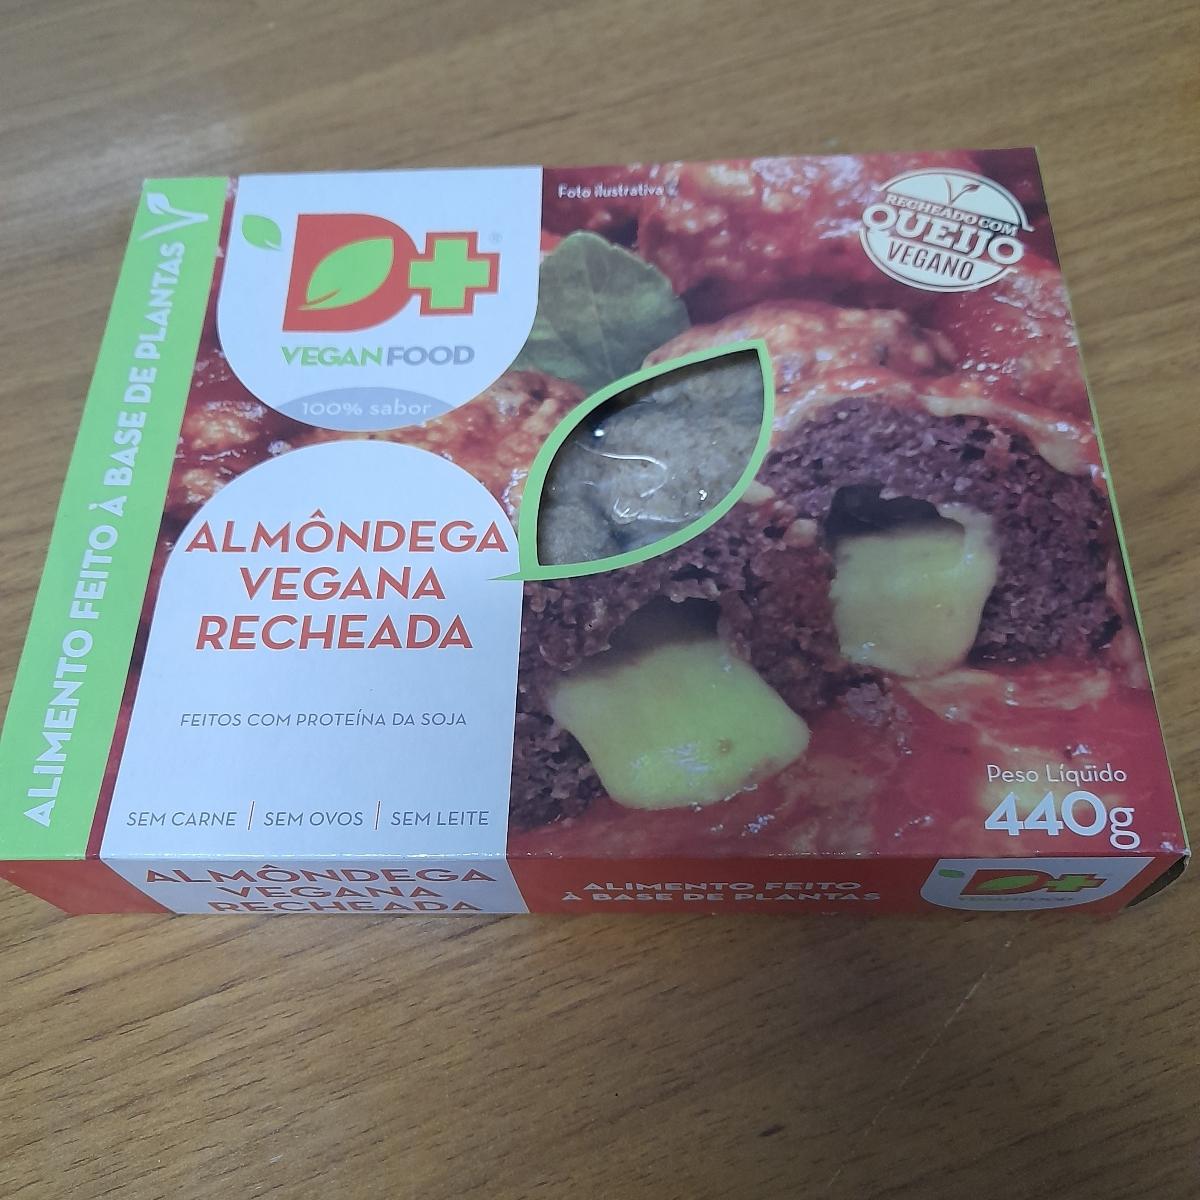 ALIMENTO FEITO À BASE DE PLANTAS
D+®
VEGANFOOD
100% sabor
Foto ilustrativa
RECHEADO COM
QUEIJO
VEGANO
ALMÔNDEGA
VEGANA
RECHEADA
FEITOS COM PROTEÍNA DA SOJA
SEM CARNE | SEM OVOS | SEM LEITE
Peso Líquido
440g
ALMÔNDEGA
VEGANA
RECHEADA
ALIMENTO FEITO
À BASE DE PLANTAS
D+
VEGANFOOD